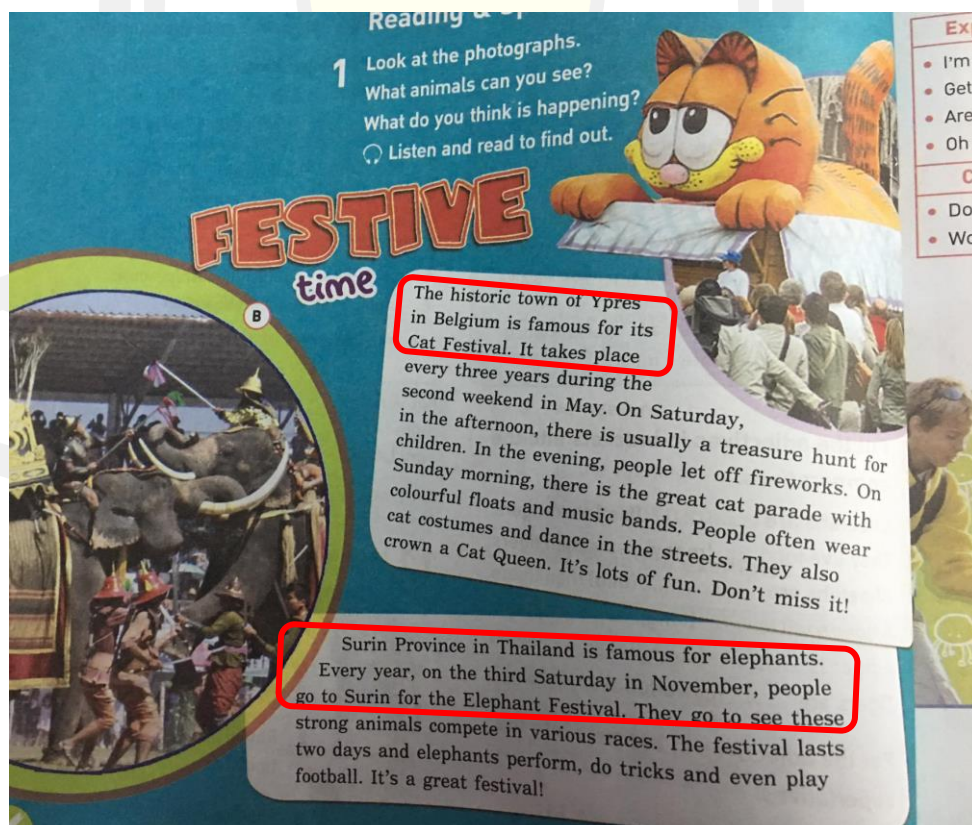 Reading &
1 Look at the photographs.
What animals can you see?
What do you think is happening?
Listen and read to find out.
FESTIVE
time
B
The historic town of Ypres
in Belgium is famous for its
Cat Festival. It takes place
every three years during the
second weekend in May. On Saturday,
in the afternoon, there is usually a treasure hunt for
children. In the evening, people let off fireworks. On
Sunday morning, there is the great cat parade with
colourful floats and music bands. People often wear
cat costumes and dance in the streets. They also
crown a Cat Queen. It's lots of fun. Don't miss it!
Surin Province in Thailand is famous for elephants.
Every year, on the third Saturday in November, people
go to Surin for the Elephant Festival. They go to see these
strong animals compete in various races. The festival lasts
two days and elephants perform, do tricks and even play
football. It's a great festival!
• I'm
• Get
• Are
• Oh
• Do